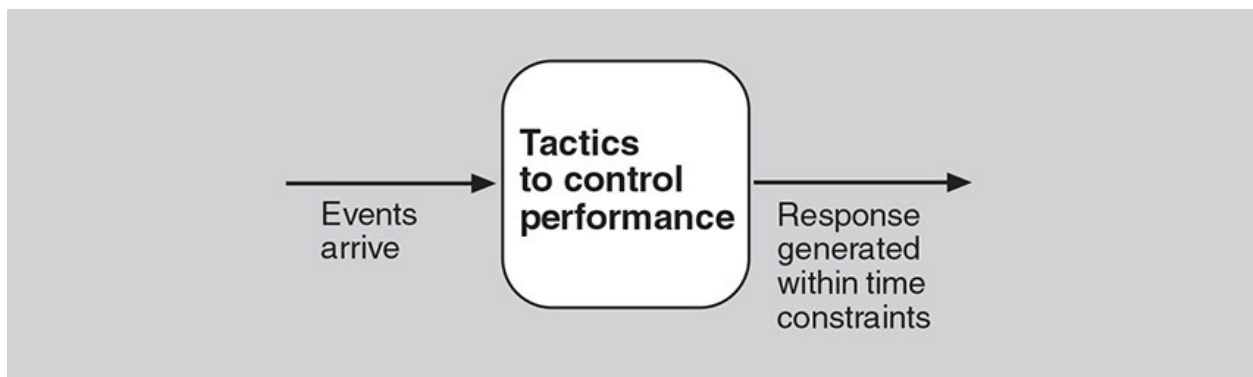 Events
arrive
Tactics
to control
performance
Response
generated
within time
constraints